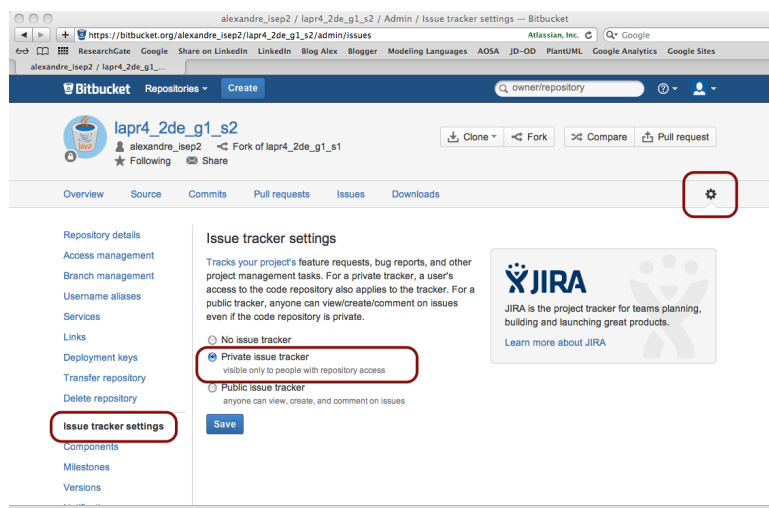 alexandre_isep2 / lapr4_2de_g1_s2 / Admin / Issue tracker settings — Bitbucket
https://bitbucket.org/alexandre_isep2/lapr4_2de_g1_s2/admin/issues
Atlassian, Inc.
Google
ResearchGate Google Share on LinkedIn LinkedIn Blog Alex Blogger Modeling Languages AOSA JD-OD PlantUML Google Analytics Google Sites
alexandre_isep2 / lapr4_2de_g1_...
Bitbucket Repositories Create owner/repository
Java
lapr4_2de_g1_s2
alexandre_isep2 Fork of lapr4_2de_g1_s1
Following Share
Clone Fork Compare Pull request
Overview Source Commits Pull requests Issues Downloads
Repository details
Access management
Branch management
Username aliases
Services
Links
Deployment keys
Transfer repository
Delete repository
Issue tracker settings
Components
Milestones
Versions
Issue tracker settings
Tracks your project's feature requests, bug reports, and other
project management tasks. For a private tracker, a user's
access to the code repository also applies to the tracker. For a
public tracker, anyone can view/create/comment on issues
even if the code repository is private.
No issue tracker
Private issue tracker
visible only to people with repository access
Public issue tracker
anyone can view, create, and comment on issues
Save
JIRA
JIRA is the project tracker for teams planning,
building and launching great products.
Learn more about JIRA